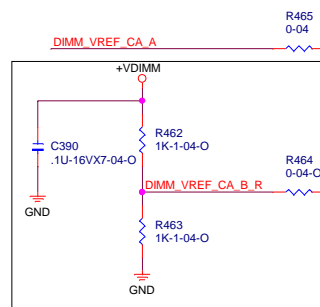 R465
0-04
DIMM_VREF_CA_A
+VDIMM
C390
.1U-16VX7-04-O
R462
1K-1-04-O
R464
0-04-O
DIMM_VREF_CA_B_R
GND
R463
1K-1-04-O
GND